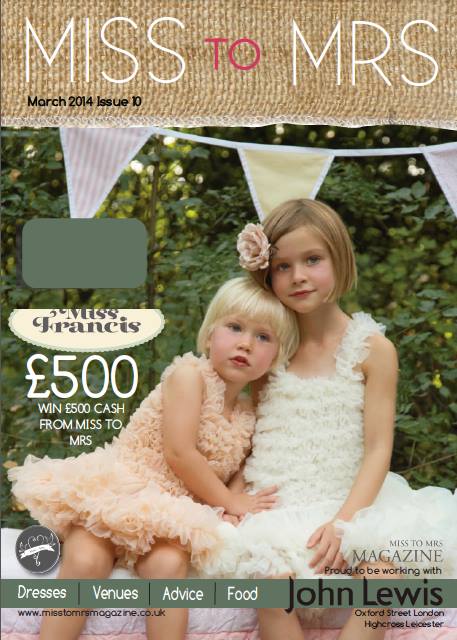 MISS TO MRS
March 2014 Issue 10
Miss
Francis
£500
WIN £500 CASH
FROM MISS TO
MRS
MISS TO MRS
MAGAZINE
Proud to be working with
Dresses Venues Advice Food
John Lewis
www.misstomrsmagazine.co.uk
Oxford Street London
Highcross Leicester